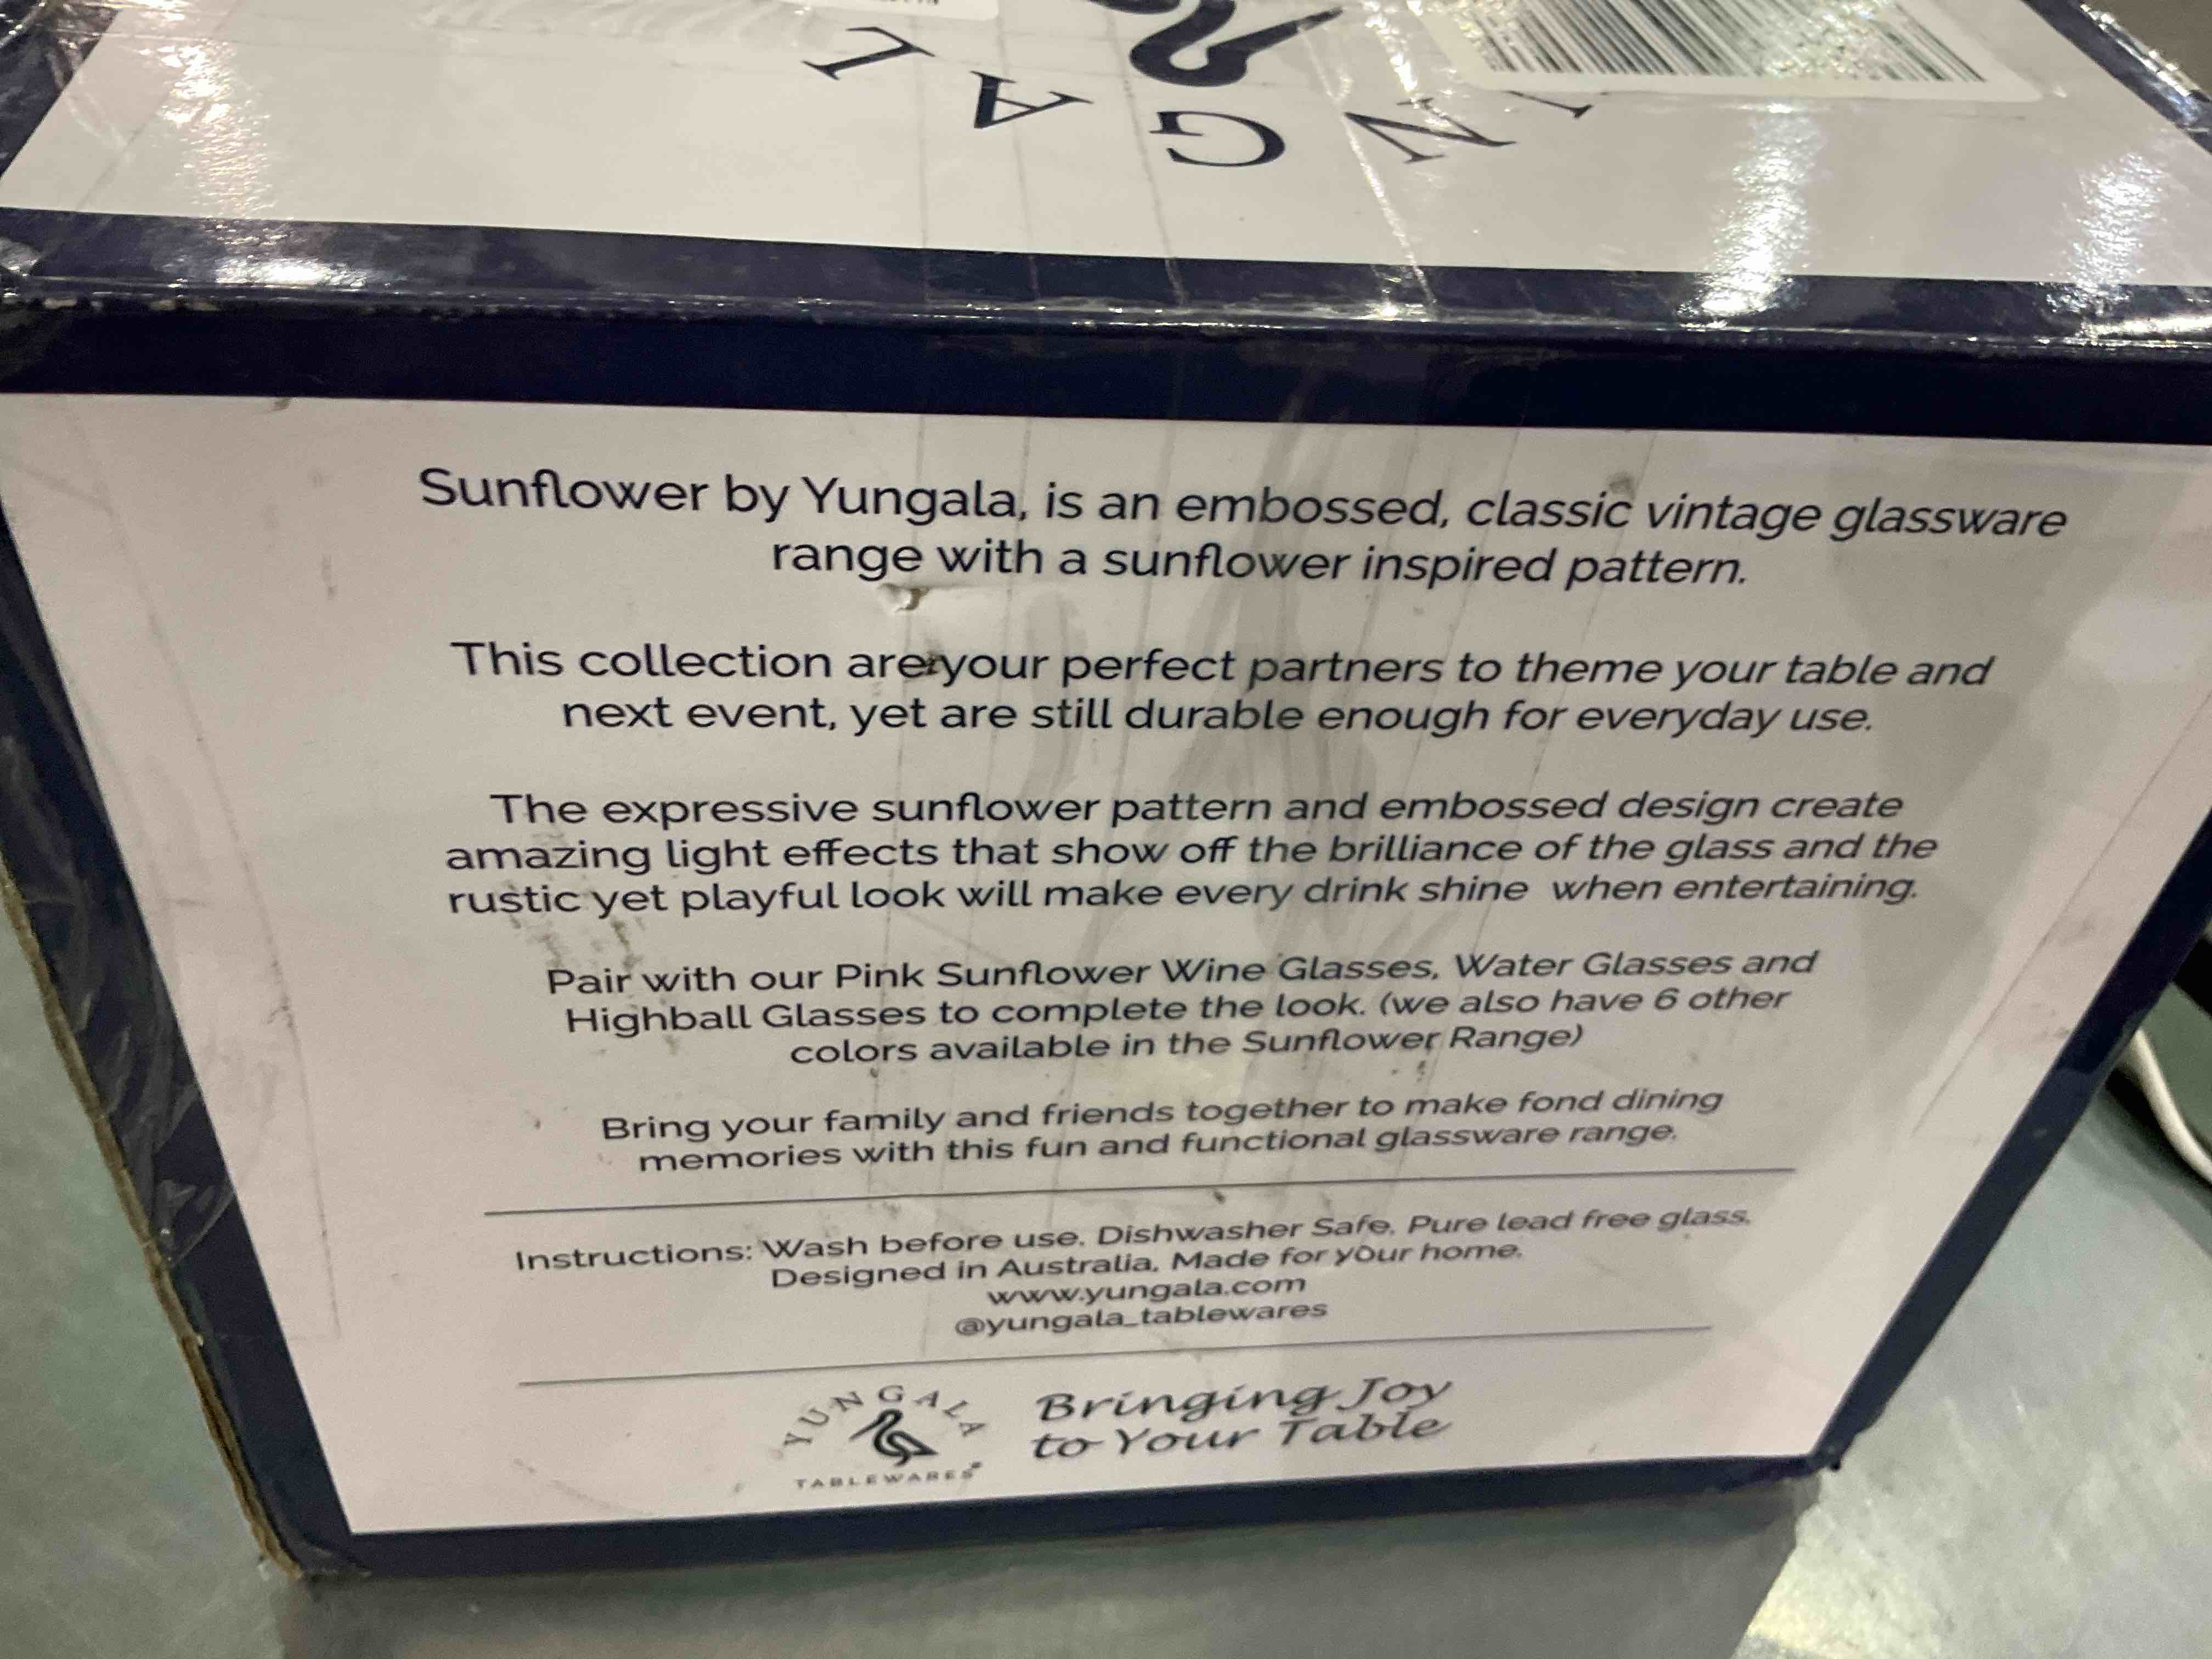 Sunflower by Yungala, is an embossed, classic vintage glassware
range with a sunflower inspired pattern.
This collection are your perfect partners to theme your table and
next event, yet are still durable enough for everyday use.
The expressive sunflower pattern and embossed design create
amazing light effects that show off the brilliance of the glass and the
rustic yet playful look will make every drink shine when entertaining.
Pair with our Pink Sunflower Wine Glasses, Water Glasses and
Highball Glasses to complete the look. (we also have 6 other
colors available in the Sunflower Range)
Bring your family and friends together to make fond dining
memories with this fun and functional glassware range.
Instructions: Wash before use. Dishwasher Safe. Pure lead free glass.
Designed in Australia, Made for your home.
www.yungala.com
@yungala_tablewares
YUNGALA
TABLEWARES
Bringing Joy
to Your Table